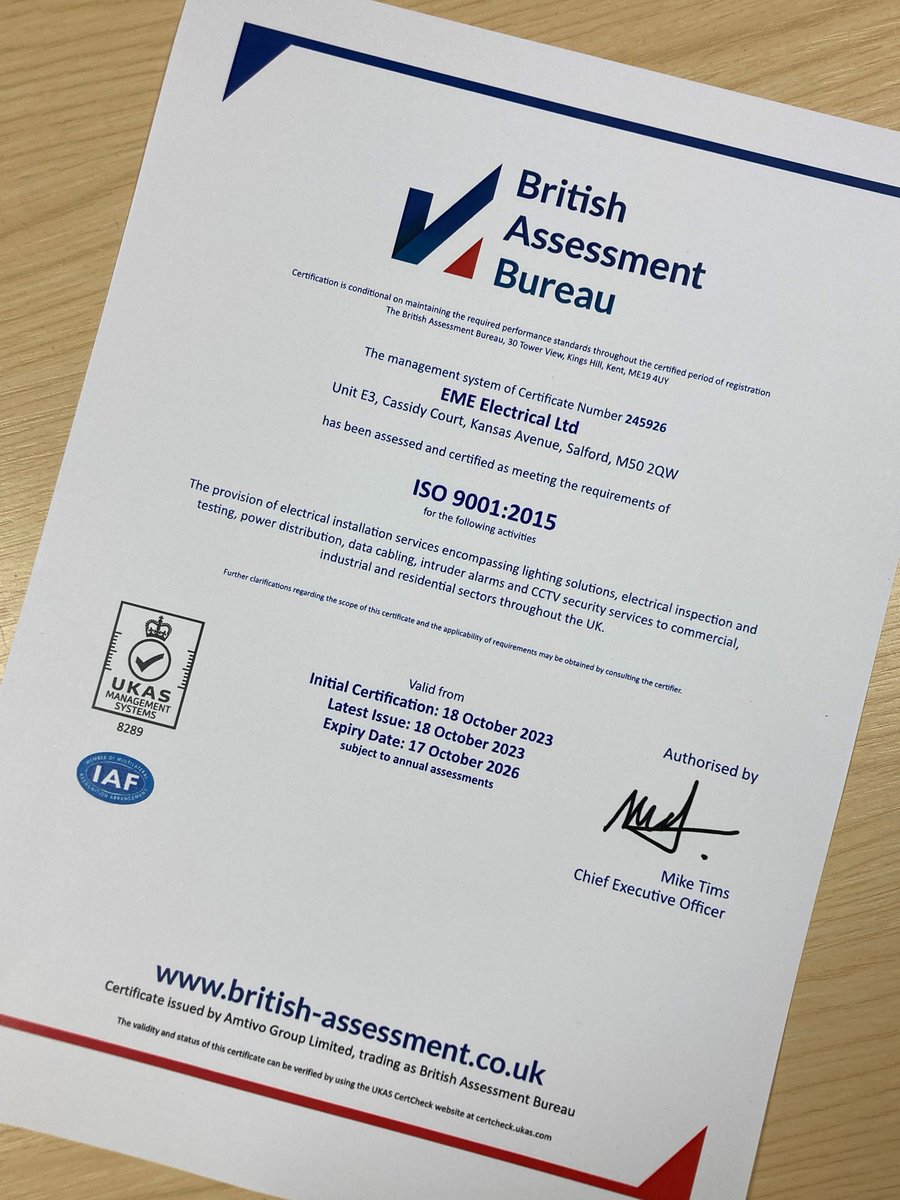 British
Assessment
Bureau
Certification is conditional on maintaining the required performance standards throughout the certified period of registration
The British Assessment Bureau, 30 Tower View, Kings Hill, Kent, ME19 4UY
The management system of Certificate Number 245926
EME Electrical Ltd
Unit E3, Cassidy Court, Kansas Avenue, Salford, M50 2QW
has been assessed and certified as meeting the requirements of
ISO 9001:2015
for the following activities
The provision of electrical installation services encompassing lighting solutions, electrical inspection and
testing, power distribution, data cabling, intruder alarms and CCTV security services to commercial,
industrial and residential sectors throughout the UK.
Further clarifications regarding the scope of this certificate and the applicability of requirements may be obtained by consulting the certifier.
UKAS
MANAGEMENT
SYSTEMS
8289
MEMBER OF MULTILATERAL
IAF
RECOGNITION ARRANGEMENT
Valid from
Initial Certification: 18 October 2023
Latest Issue: 18 October 2023
Expiry Date: 17 October 2026
subject to annual assessments
Authorised by
Mike Tims
Chief Executive Officer
www.british-assessment.co.uk
Certificate issued by Amtivo Group Limited, trading as British Assessment Bureau
The validity and status of this certificate can be verified by using the UKAS CertCheck website at certcheck.ukas.com